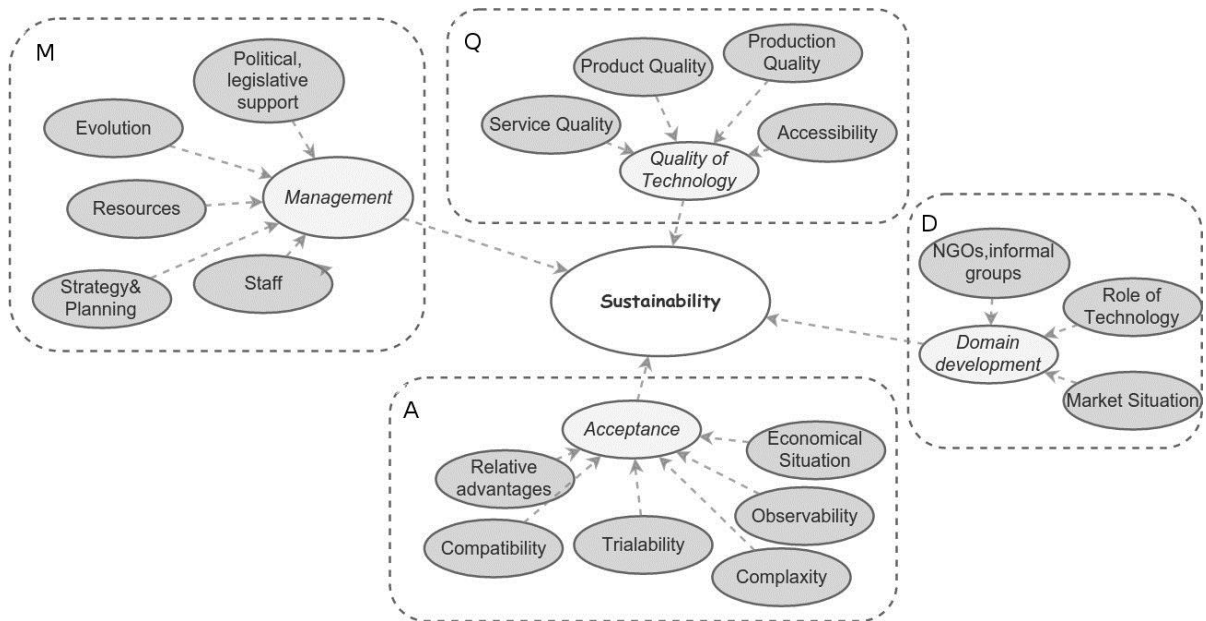 M
Political,
legislative
support
Evolution
Management
Resources
Strategy&
Planning
Staff
Q
Product Quality
Production
Quality
Service Quality
Accessibility
Quality of
Technology
Sustainability
D
NGOs,informal
groups
Role of
Technology
Domain
development
Market Situation
A
Acceptance
Relative
advantages
Economical
Situation
Compatibility
Trialability
Observability
Complaxity